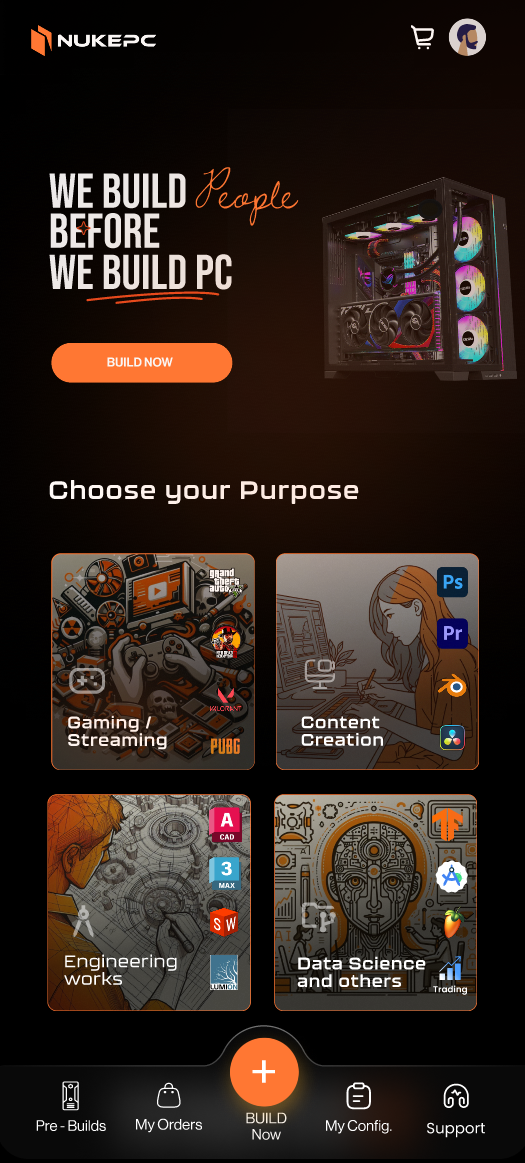 NUKEPC
WE BUILD People
BEFORE
WE BUILD PC
BUILD NOW
Choose your Purpose
grand
theft
auto
VALORANT
PUBG
Gaming /
Streaming
Ps
Pr
Content
Creation
A
CAD
3
MAX
S W
LUMION
Engineering
works
Trading
Data Science
and others
+
BUILD
Now
Pre - Builds
My Orders
My Config.
Support